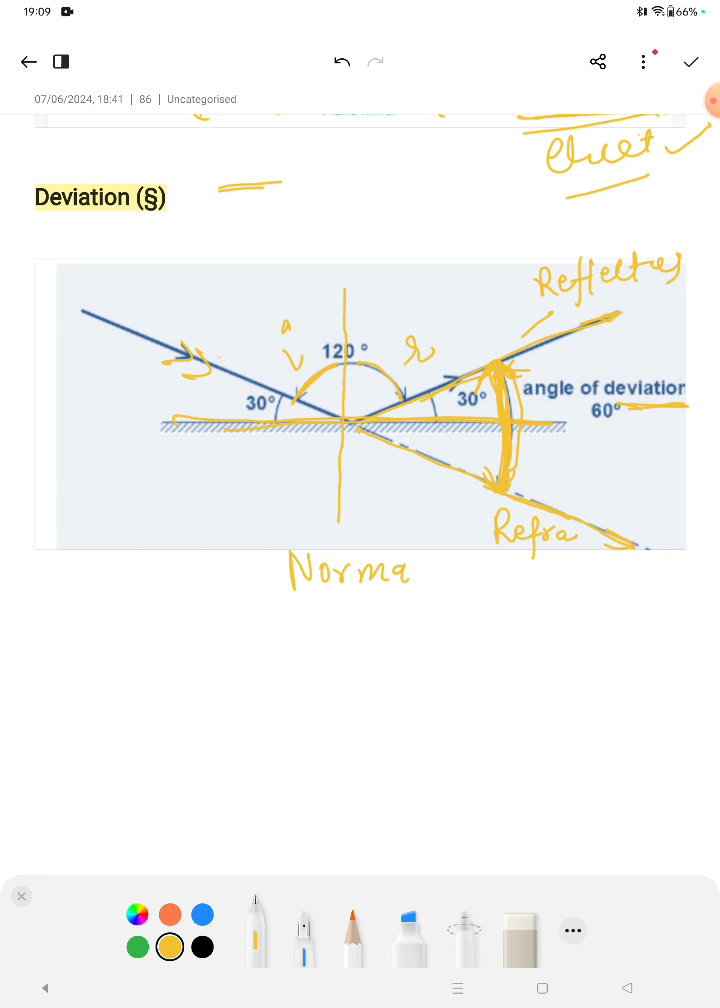 19:09
66%
07/06/2024, 18:41 | 86 | Uncategorised
Deviation (§)
Reflected
120 °
i
r
30°
30°
angle of deviation
60°
Refra
Norma